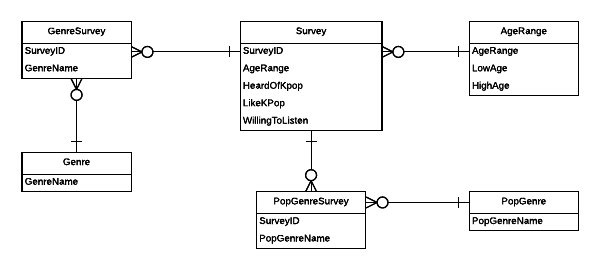 GenreSurvey
SurveyID
GenreName
Survey
SurveyID
AgeRange
HeardOfKpop
LikeKPop
WillingToListen
AgeRange
AgeRange
LowAge
HighAge
Genre
GenreName
PopGenreSurvey
SurveyID
PopGenreName
PopGenre
PopGenreName